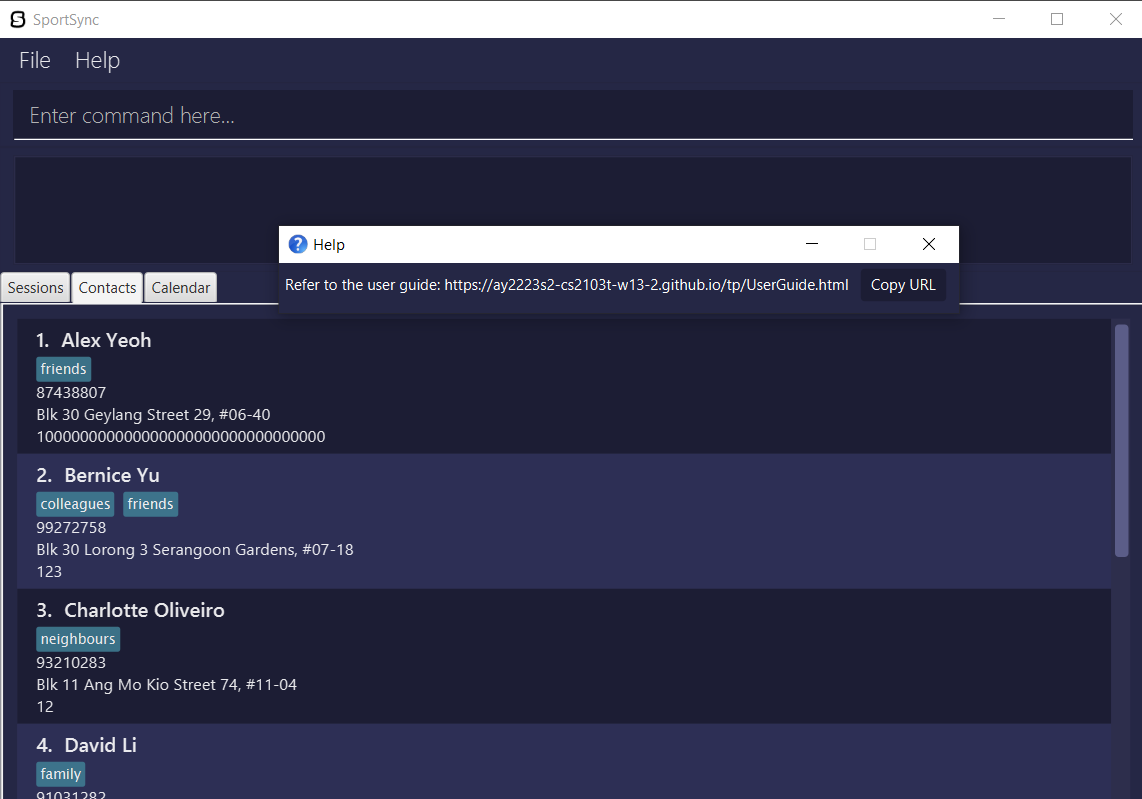 SportSync
File Help
Enter command here...
Help
Refer to the user guide: https://ay2223s2-cs2103t-w13-2.github.io/tp/UserGuide.html Copy URL
Sessions Contacts Calendar
1. Alex Yeoh
friends
87438807
Blk 30 Geylang Street 29, #06-40
100000000000000000000000000000000
2. Bernice Yu
colleagues friends
99272758
Blk 30 Lorong 3 Serangoon Gardens, #07-18
123
3. Charlotte Oliveiro
neighbours
93210283
Blk 11 Ang Mo Kio Street 74, #11-04
12
4. David Li
family
91031282